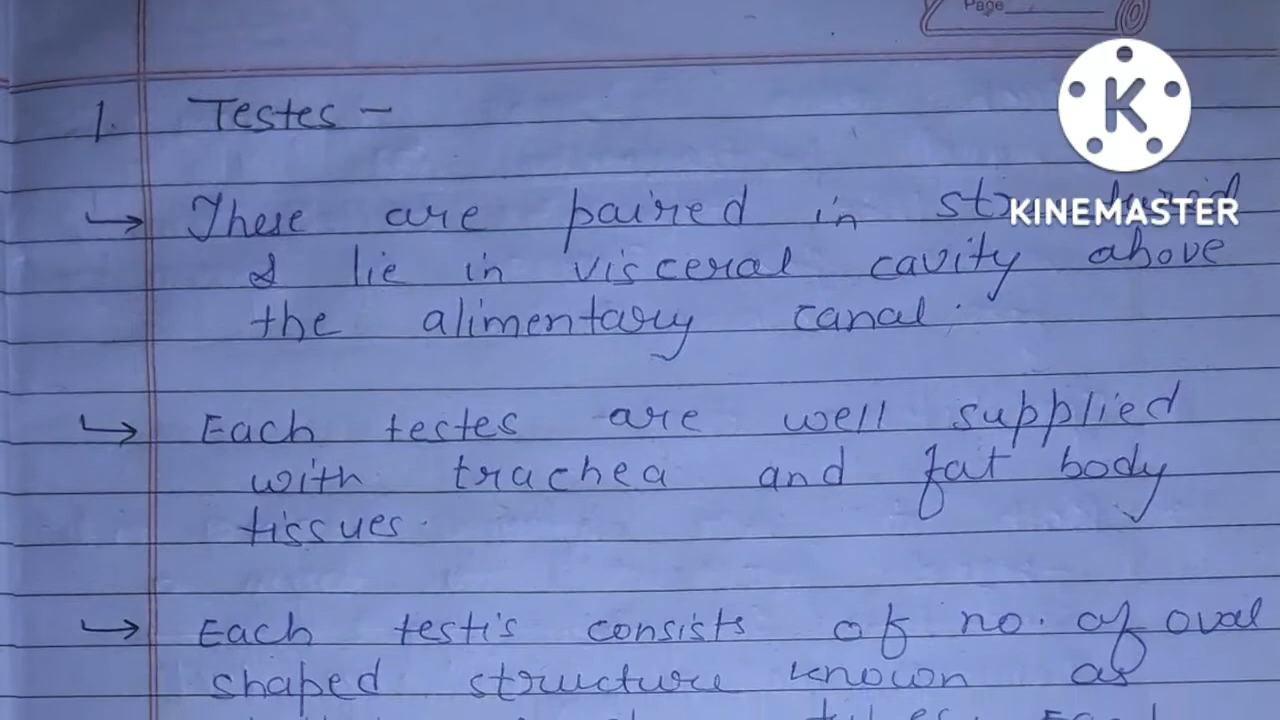 Page
1. Testes -
→ These are paired in
& lie in visceral cavity above
the alimentary canal.
→ Each testes are well supplied
with trachea and fat body
tissues.
→ Each testis consists of no. of oval
shaped structure known as
K
KINEMASTER